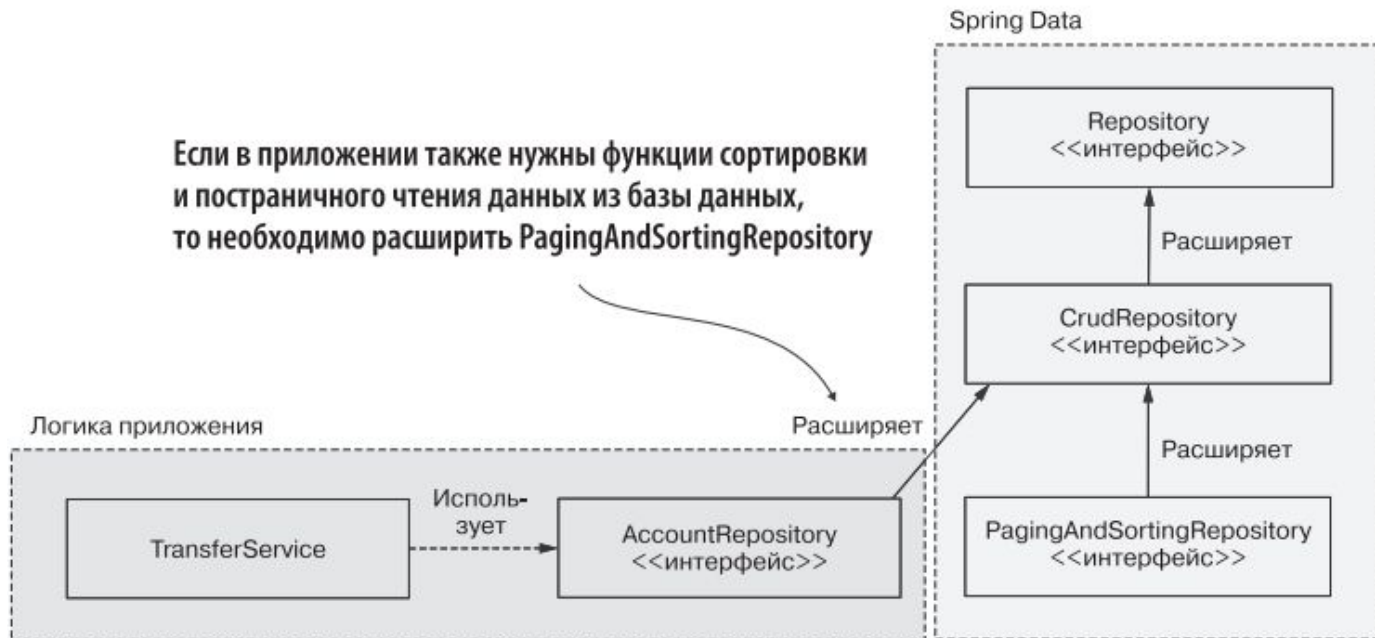 Spring Data
Repository
<<интерфейс>>
Если в приложении также нужны функции сортировки
и постраничного чтения данных из базы данных,
то необходимо расширить PagingAndSortingRepository
Расширяет
CrudRepository
<<интерфейс>>
Логика приложения
Расширяет
Расширяет
Исполь-
зует
TransferService
AccountRepository
<<интерфейс>>
PagingAndSortingRepository
<<интерфейс>>